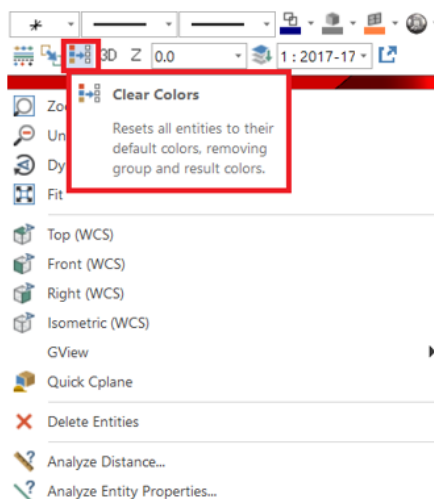 3D Z 0.0 1 : 2017-17
Clear Colors
Resets all entities to their
default colors, removing
group and result colors.
Zo
Un
Dy
Fit
Top (WCS)
Front (WCS)
Right (WCS)
Isometric (WCS)
GView
Quick Cplane
Delete Entities
Analyze Distance...
Analyze Entity Properties...